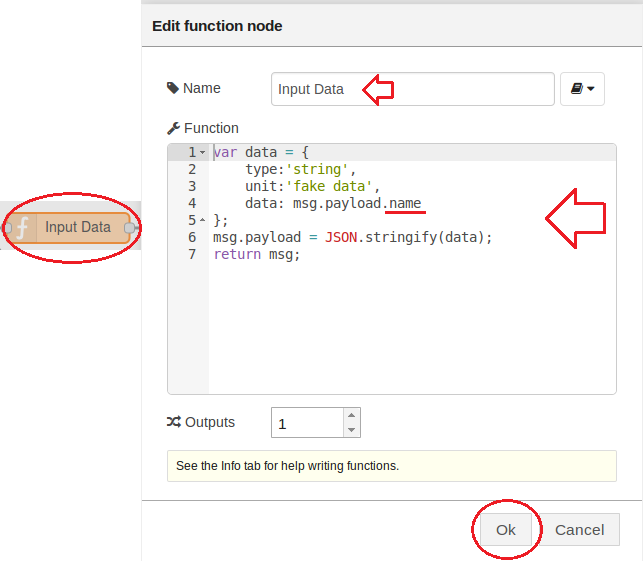 Edit function node
Name
Input Data
Function
1 var data = {
2     type:'string',
3     unit:'fake data',
4     data: msg.payload.name
5 };
6 msg.payload = JSON.stringify(data);
7 return msg;
Input Data
Outputs
1
See the Info tab for help writing functions.
Ok
Cancel